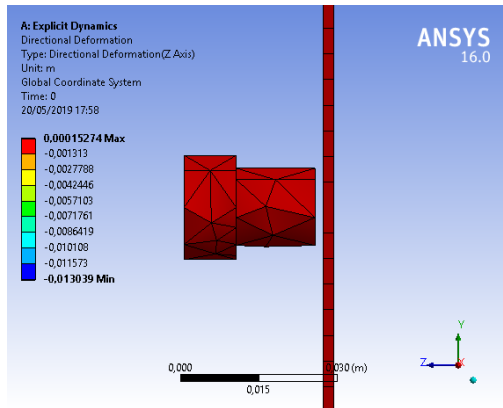 A: Explicit Dynamics
Directional Deformation
Type: Directional Deformation(Z Axis)
Unit: m
Global Coordinate System
Time: 0
20/05/2019 17:58
ANSYS
16.0
0,00015274 Max
-0,001313
-0,0027788
-0,0042446
-0,0057103
-0,0071761
-0,0086419
-0,010108
-0,011573
-0,013039 Min
0,000
0,030 (m)
0,015
Y
Z
X